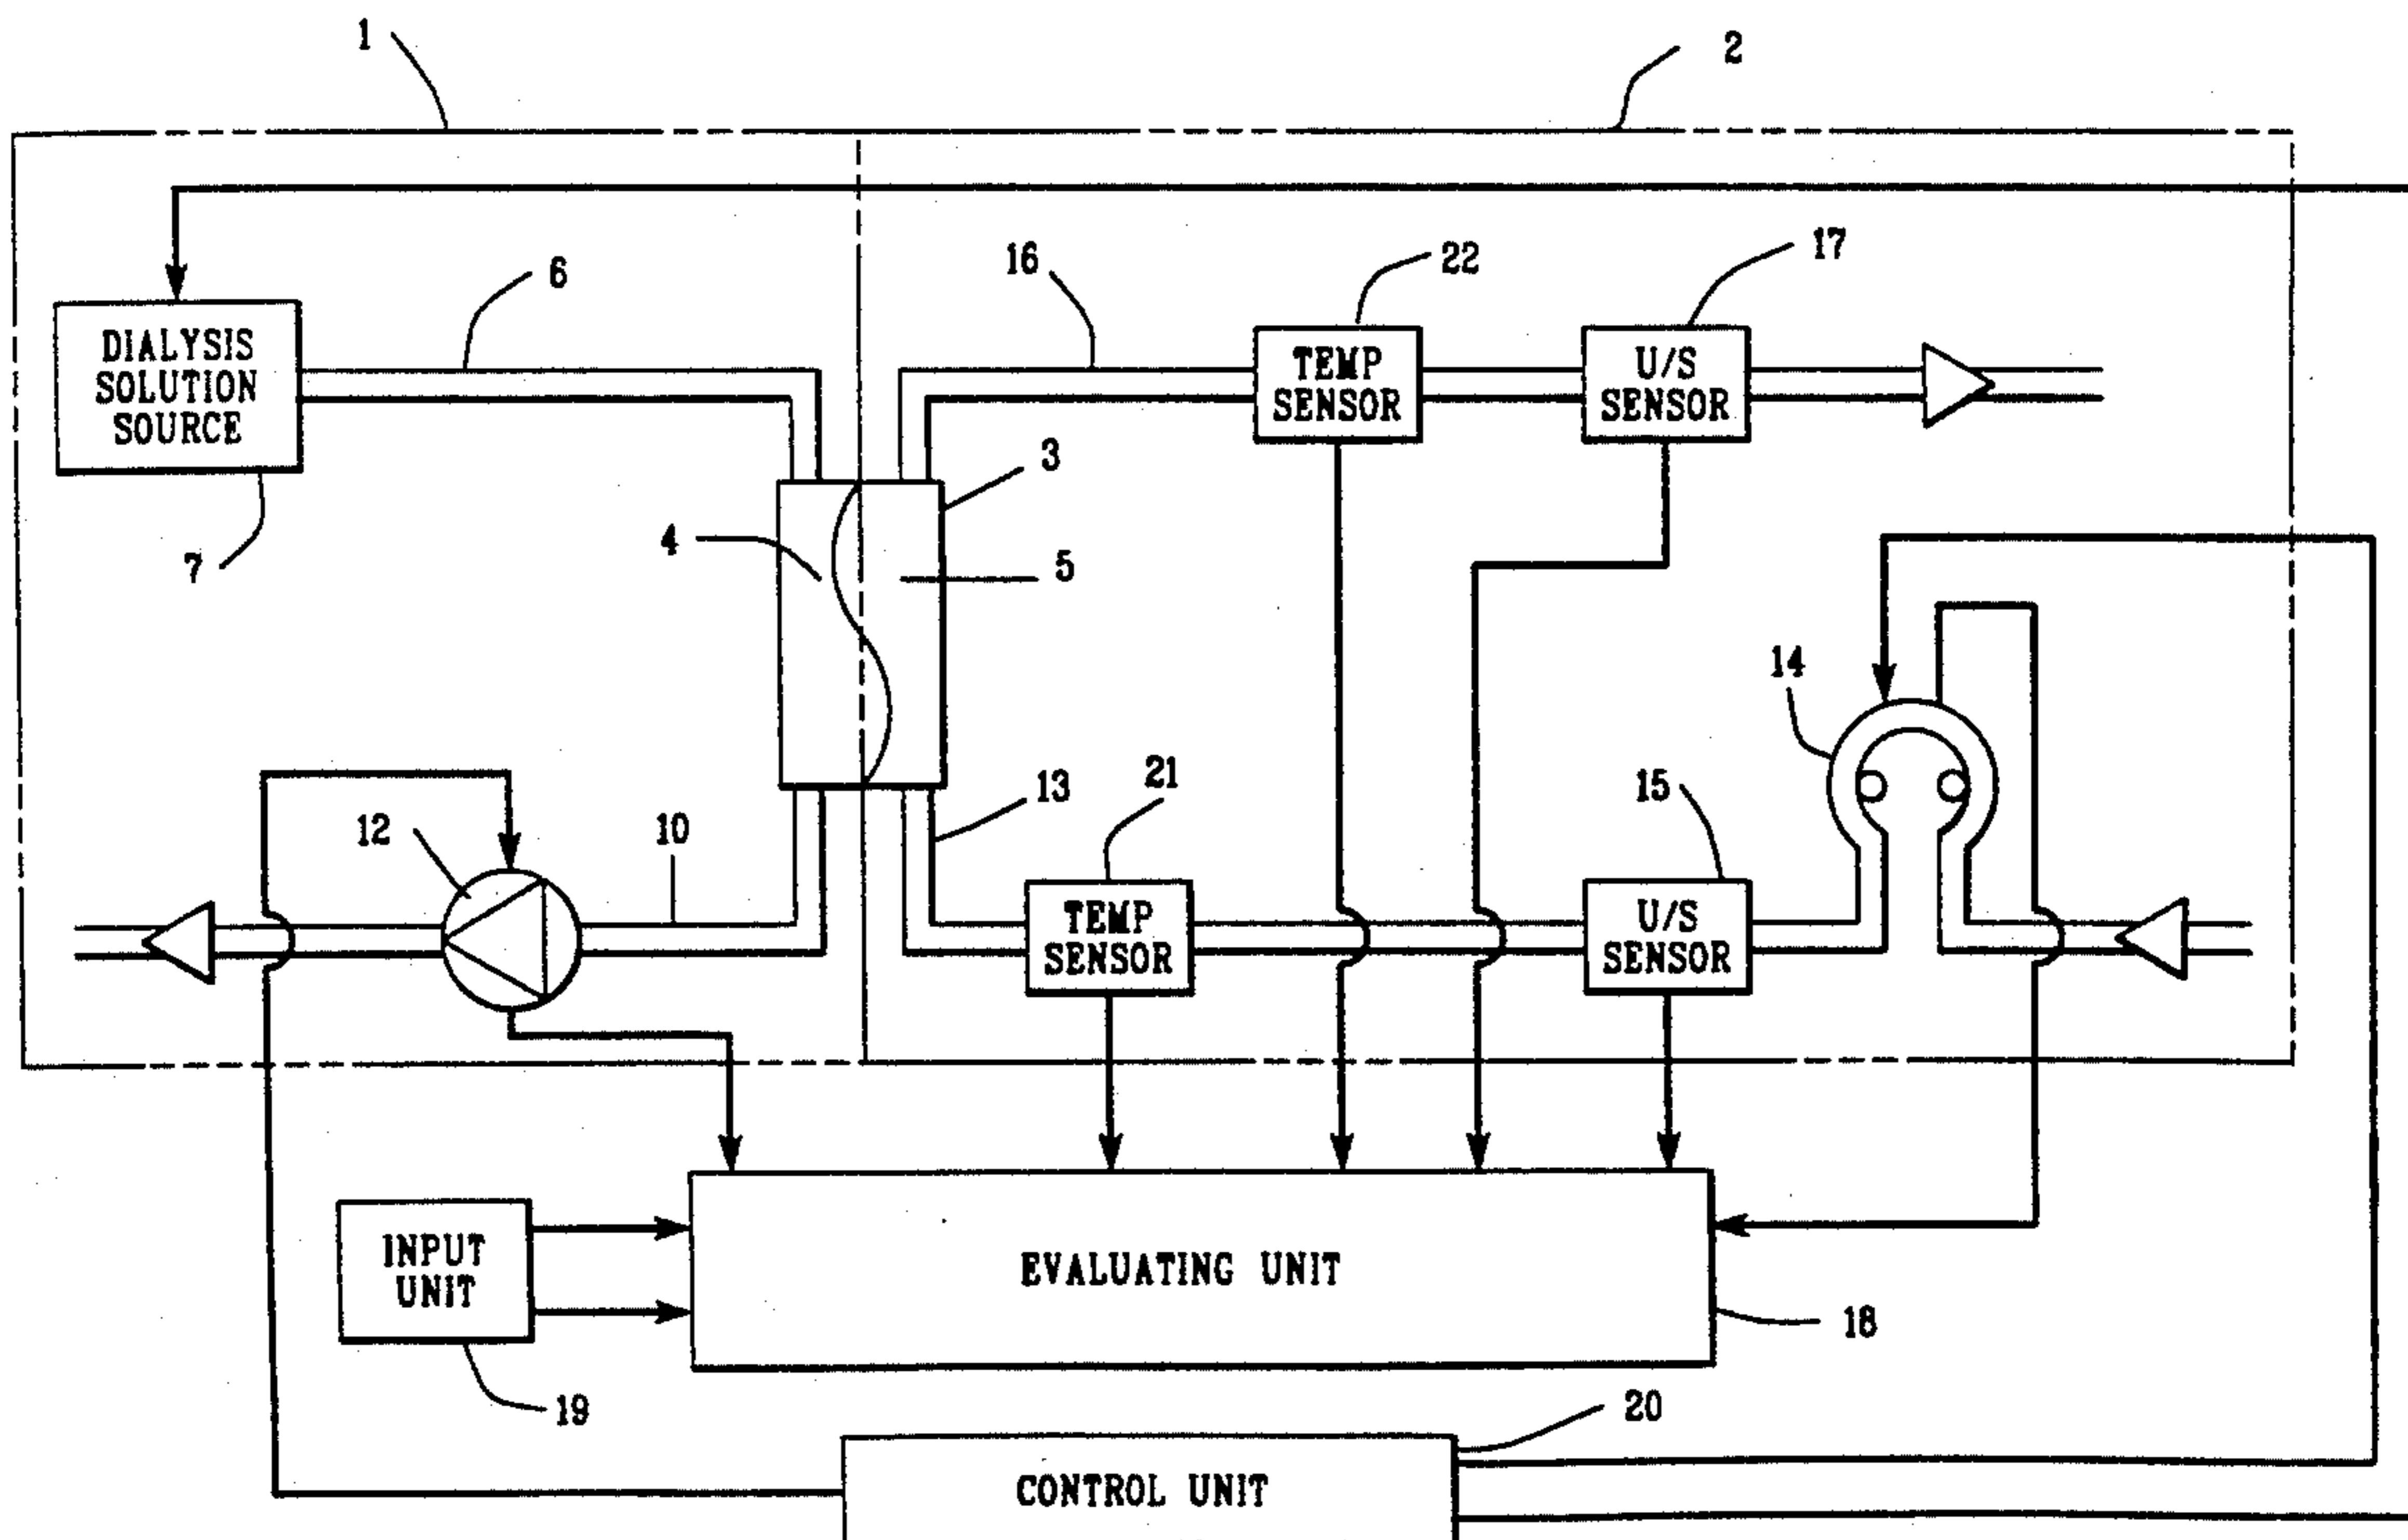 1
2
6
16
22
17
DIALYSIS
SOLUTION
SOURCE
TEMP
SENSOR
U/S
SENSOR
3
7
4
5
14
12
10
13
21
15
TEMP
SENSOR
U/S
SENSOR
INPUT
UNIT
EVALUATING UNIT
18
19
20
CONTROL UNIT